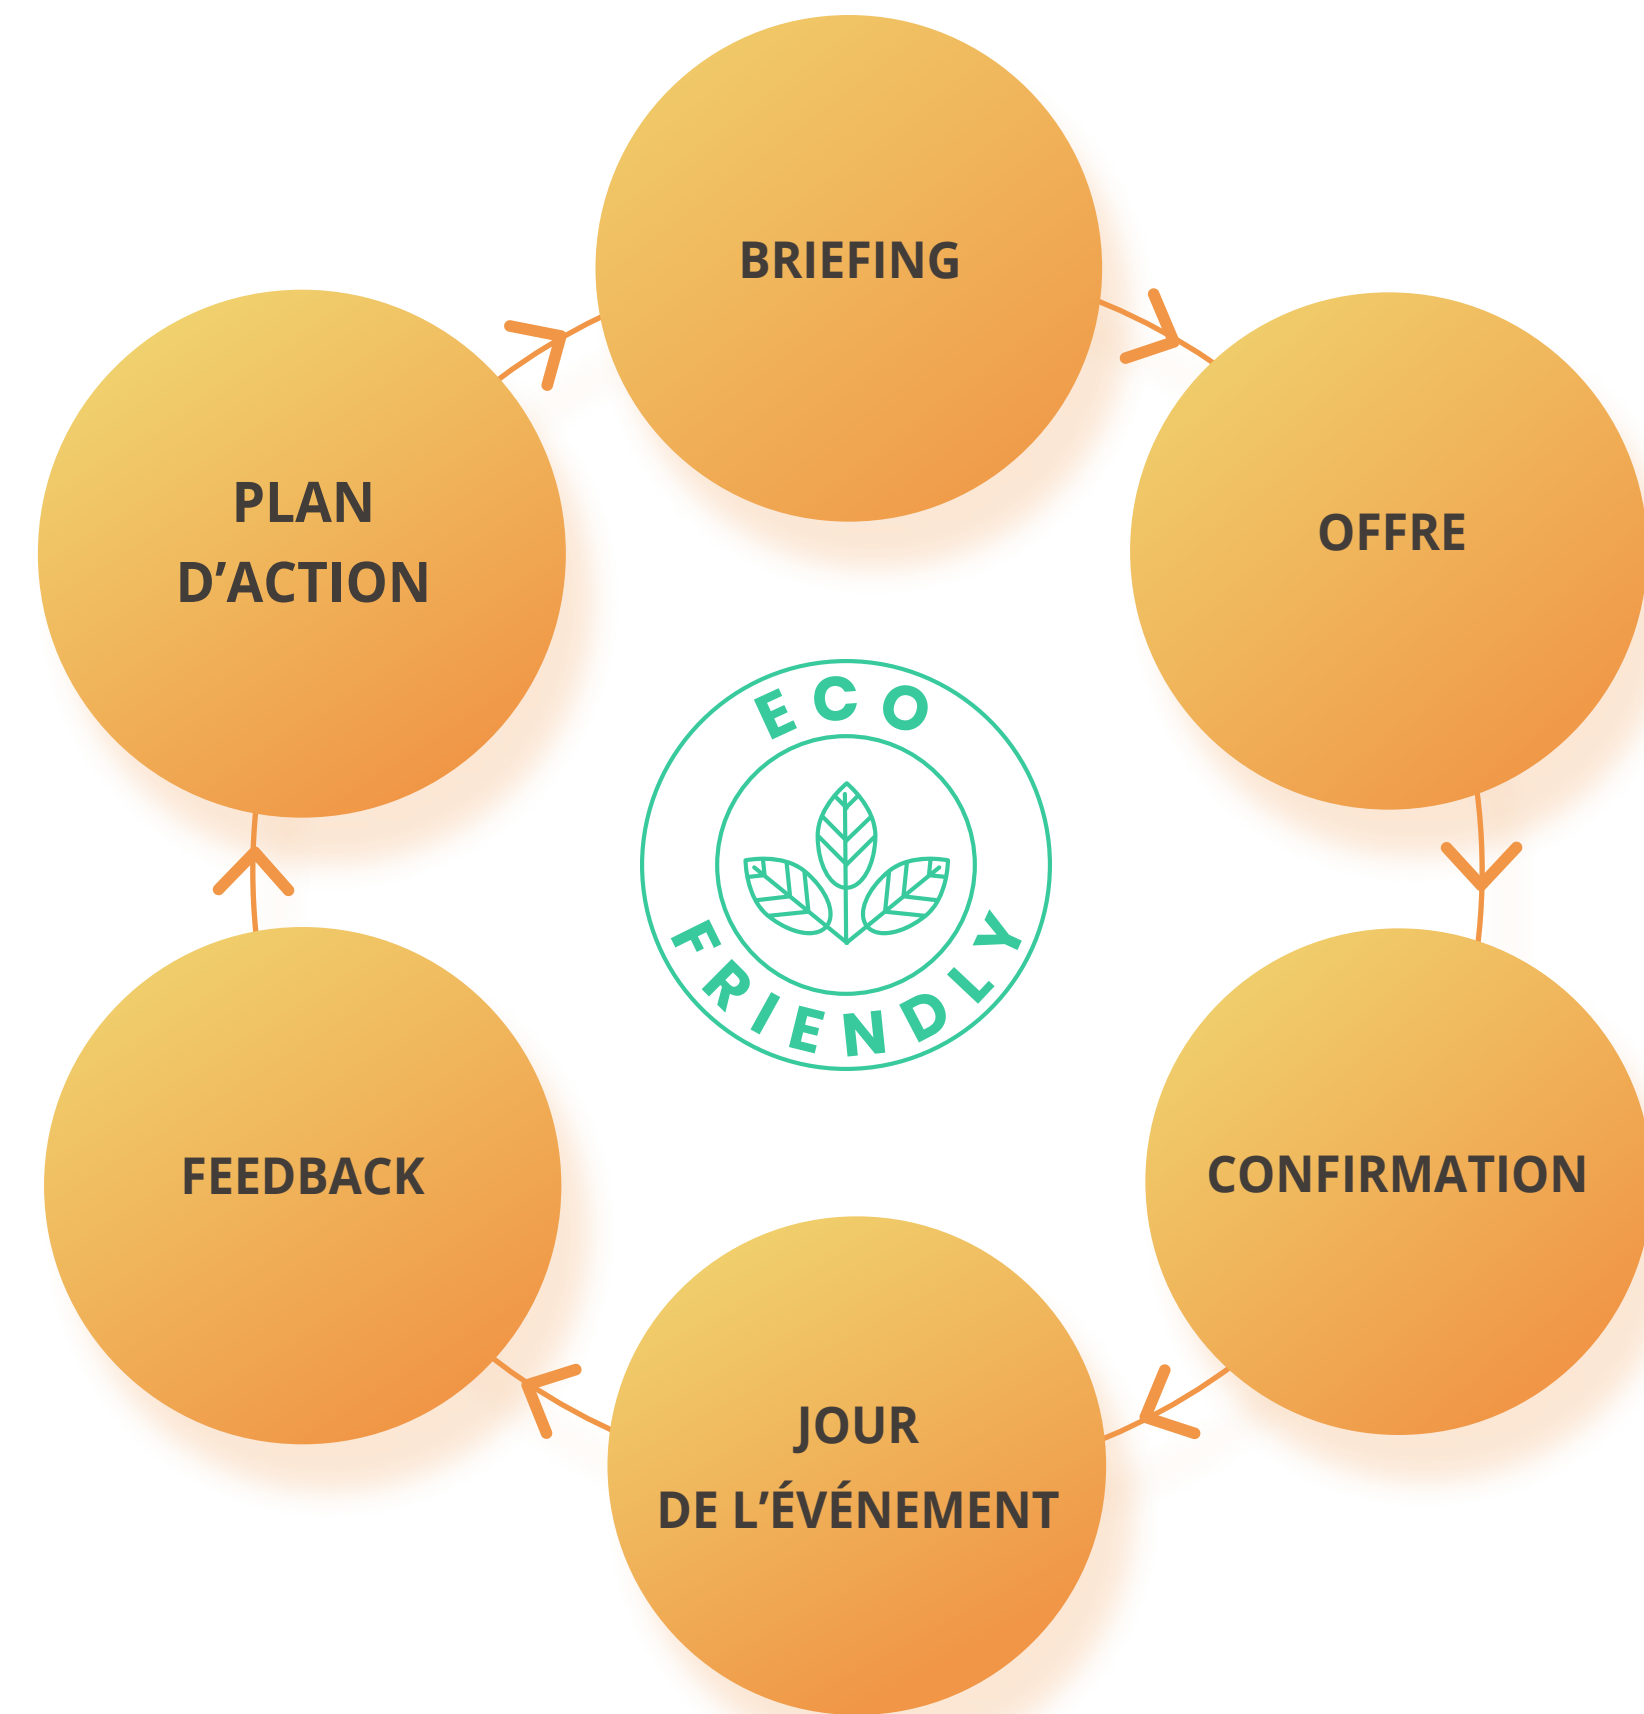 BRIEFING
OFFRE
CONFIRMATION
JOUR
DE L’ÉVÉNEMENT
FEEDBACK
PLAN
D’ACTION
ECO
FRIENDLY